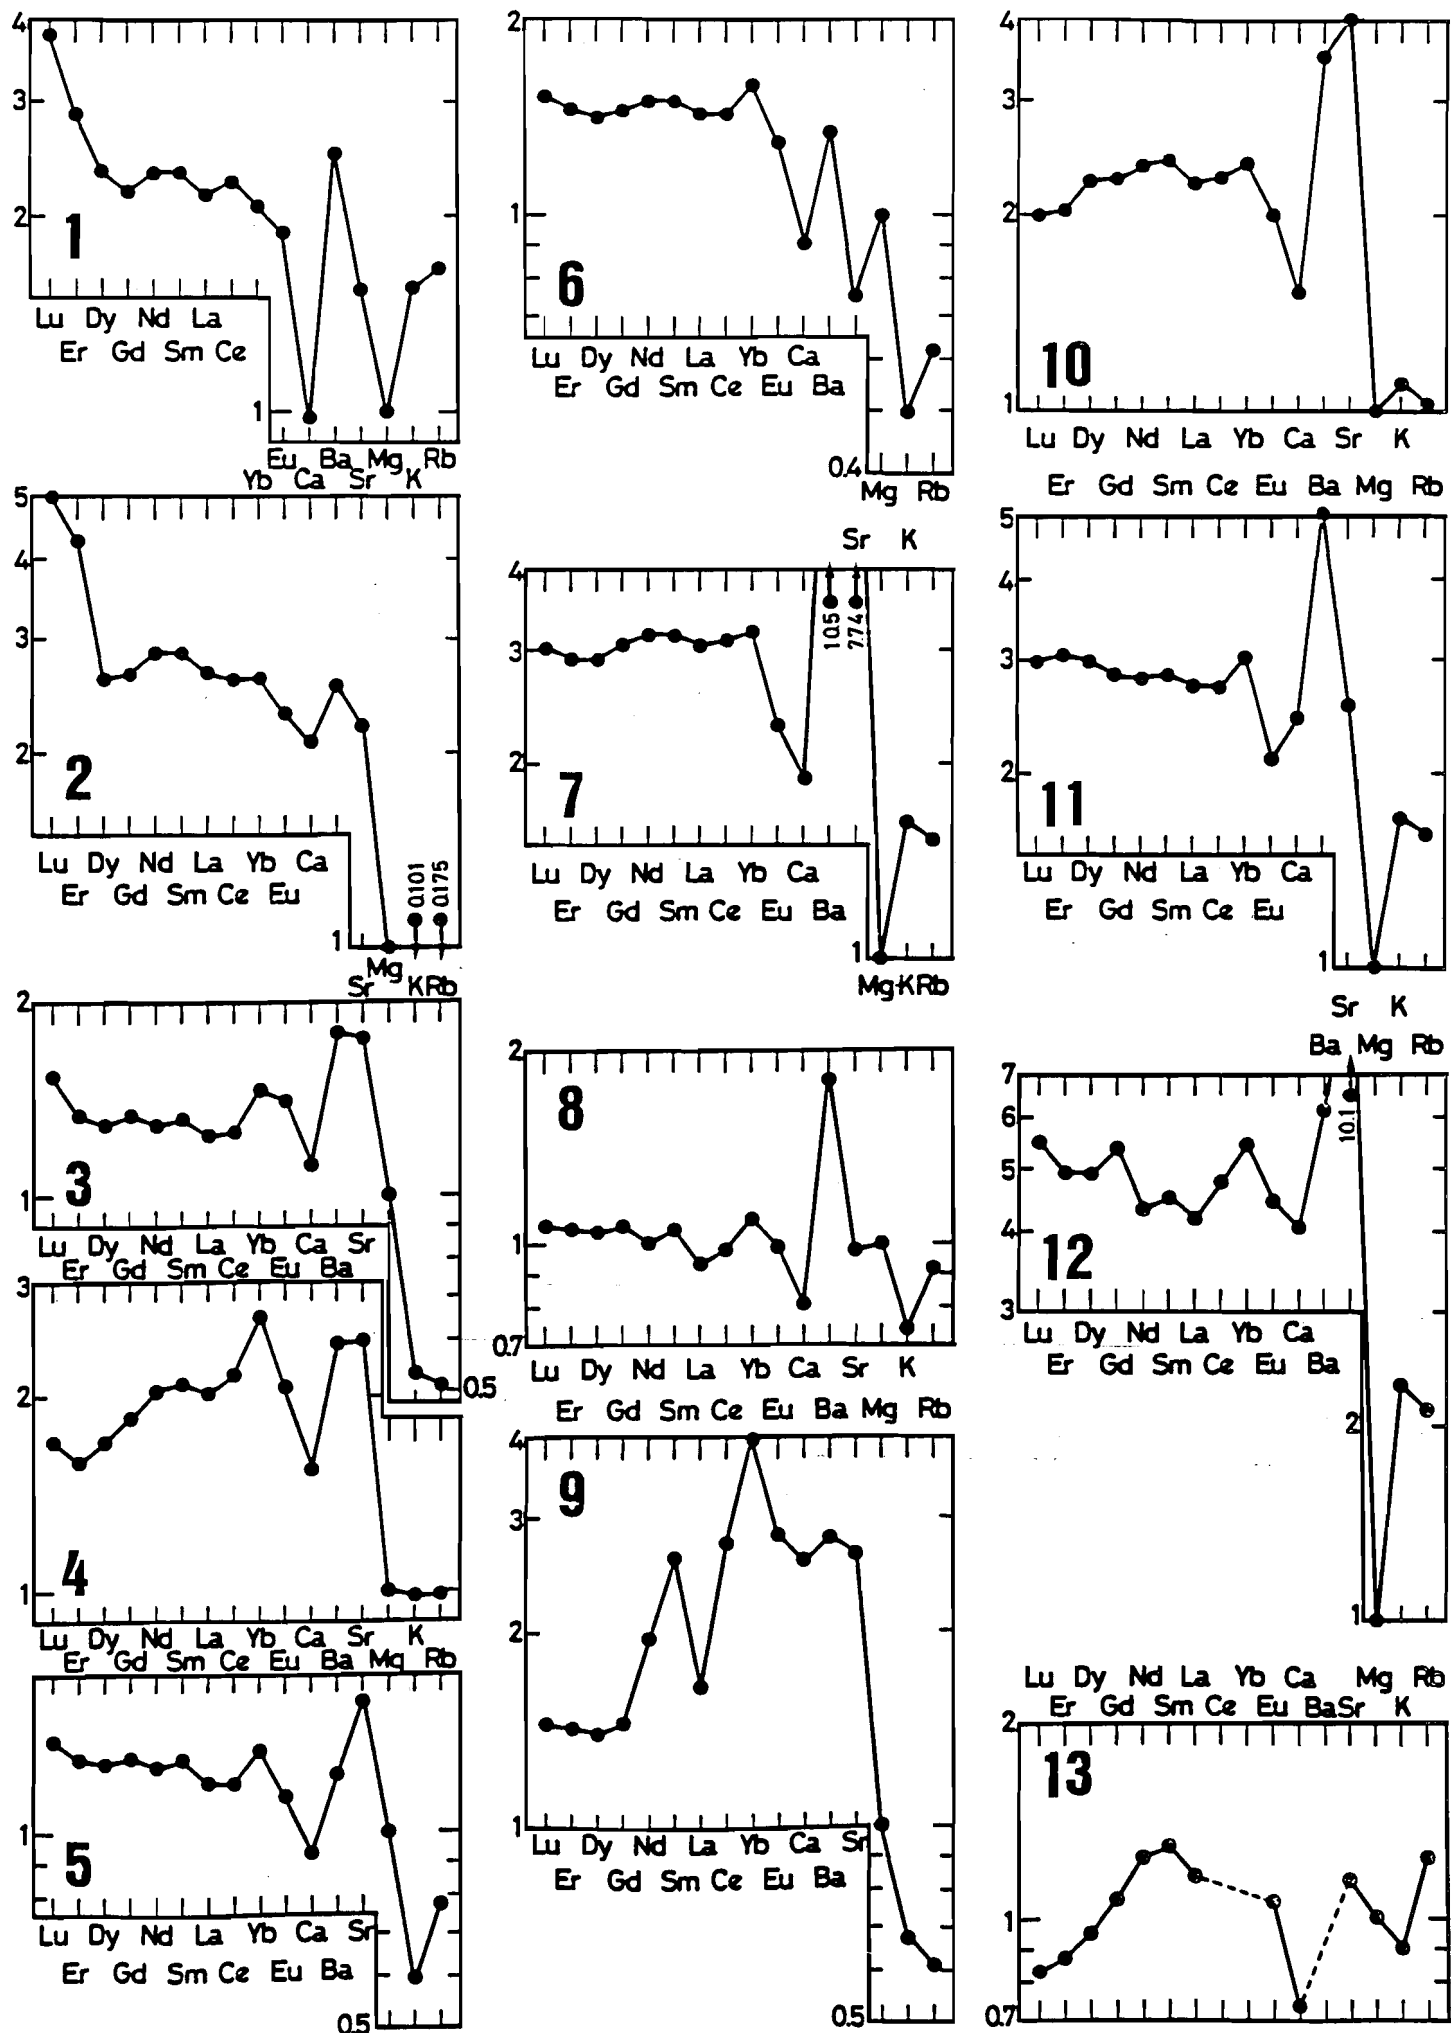 4
3
2
1
1
Lu Dy Nd La
Er Gd Sm Ce
Eu Ba Mg Rb
Yb Ca Sr K
5
4
3
2
2
Lu Dy Nd La Yb Ca
Er Gd Sm Ce Eu
0.101
0.175
1
Mg
Sr K Rb
2
1
3
Lu Dy Nd La Yb Ca Sr
Er Gd Sm Ce Eu Ba
0.5
3
2
1
4
Lu Dy Nd La Yb Ca Sr K
Er Gd Sm Ce Eu Ba Mg Rb
1
5
Lu Dy Nd La Yb Ca Sr
Er Gd Sm Ce Eu Ba
0.5
2
1
6
Lu Dy Nd La Yb Ca
Er Gd Sm Ce Eu Ba
0.4
Mg Rb
Sr K
4
3
2
10.5
7.74
7
Lu Dy Nd La Yb Ca
Er Gd Sm Ce Eu Ba
1
Mg K Rb
2
1
0.7
8
Lu Dy Nd La Yb Ca Sr K
Er Gd Sm Ce Eu Ba Mg Rb
4
3
2
1
9
Lu Dy Nd La Yb Ca Sr
Er Gd Sm Ce Eu Ba
0.5
4
3
2
1
10
Lu Dy Nd La Yb Ca Sr K
Er Gd Sm Ce Eu Ba Mg Rb
5
4
3
2
11
Lu Dy Nd La Yb Ca
Er Gd Sm Ce Eu
1
Sr K
Ba Mg Rb
7
6
5
4
3
10.1
12
Lu Dy Nd La Yb Ca
Er Gd Sm Ce Eu Ba
2
1
Lu Dy Nd La Yb Ca Mg Rb
Er Gd Sm Ce Eu Ba Sr K
2
1
0.7
13